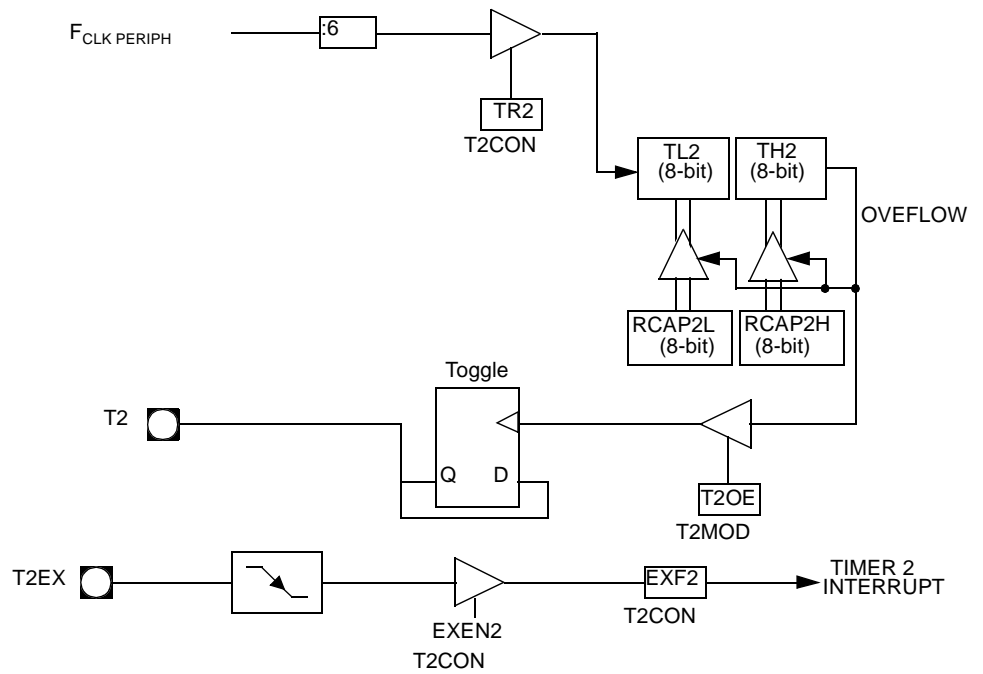 FCLK PERIPH
:6
TR2
T2CON
TL2
(8-bit)
TH2
(8-bit)
OVEFLOW
RCAP2L
(8-bit)
RCAP2H
(8-bit)
Toggle
T2
Q
D
T2OE
T2MOD
T2EX
EXEN2
T2CON
EXF2
T2CON
TIMER 2
INTERRUPT